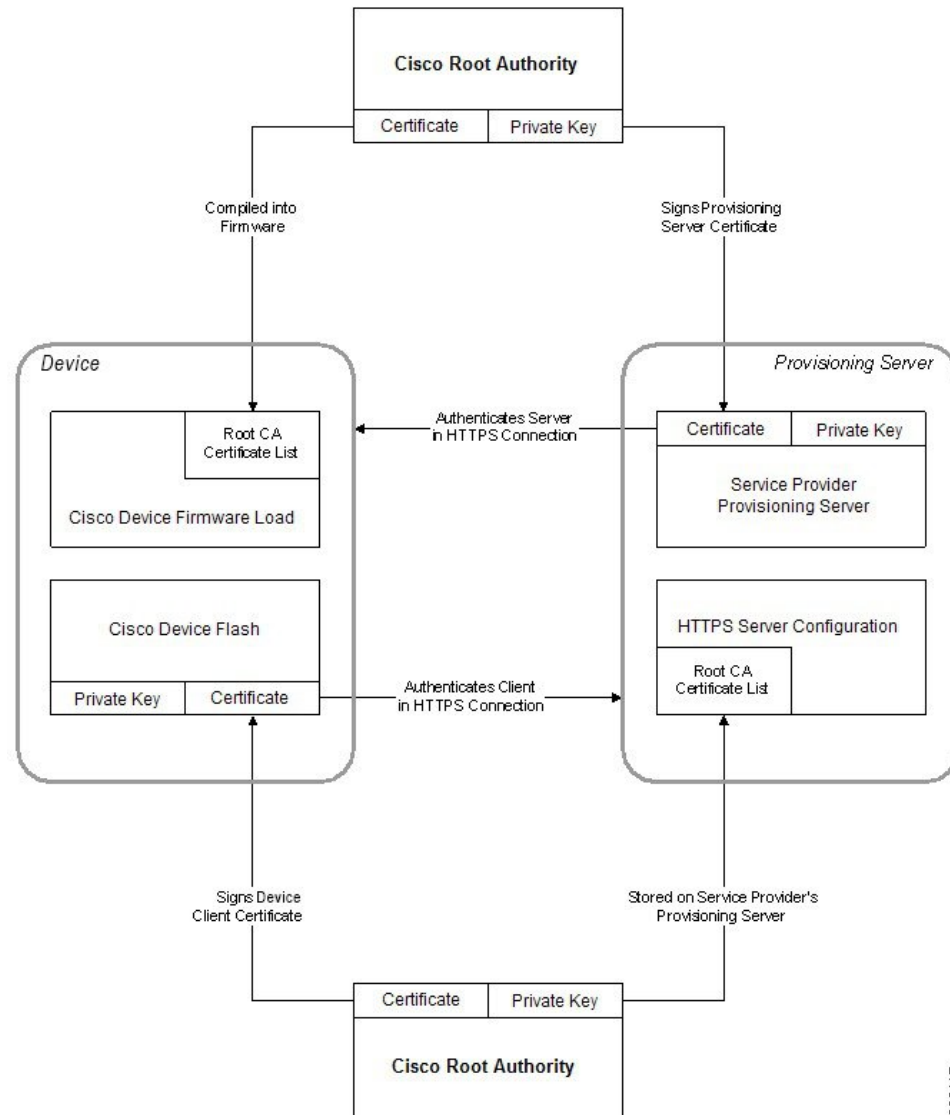 Cisco Root Authority
Certificate
Private Key
Compiled into
Firmware
Signs Provisioning
Server Certificate
Device
Provisioning Server
Root CA
Certificate List
Cisco Device Firmware Load
Authenticates Server
in HTTPS Connection
Certificate
Private Key
Service Provider
Provisioning Server
Cisco Device Flash
Private Key
Certificate
Authenticates Client
in HTTPS Connection
HTTPS Server Configuration
Root CA
Certificate List
Signs Device
Client Certificate
Stored on Service Provider's
Provisioning Server
Certificate
Private Key
Cisco Root Authority